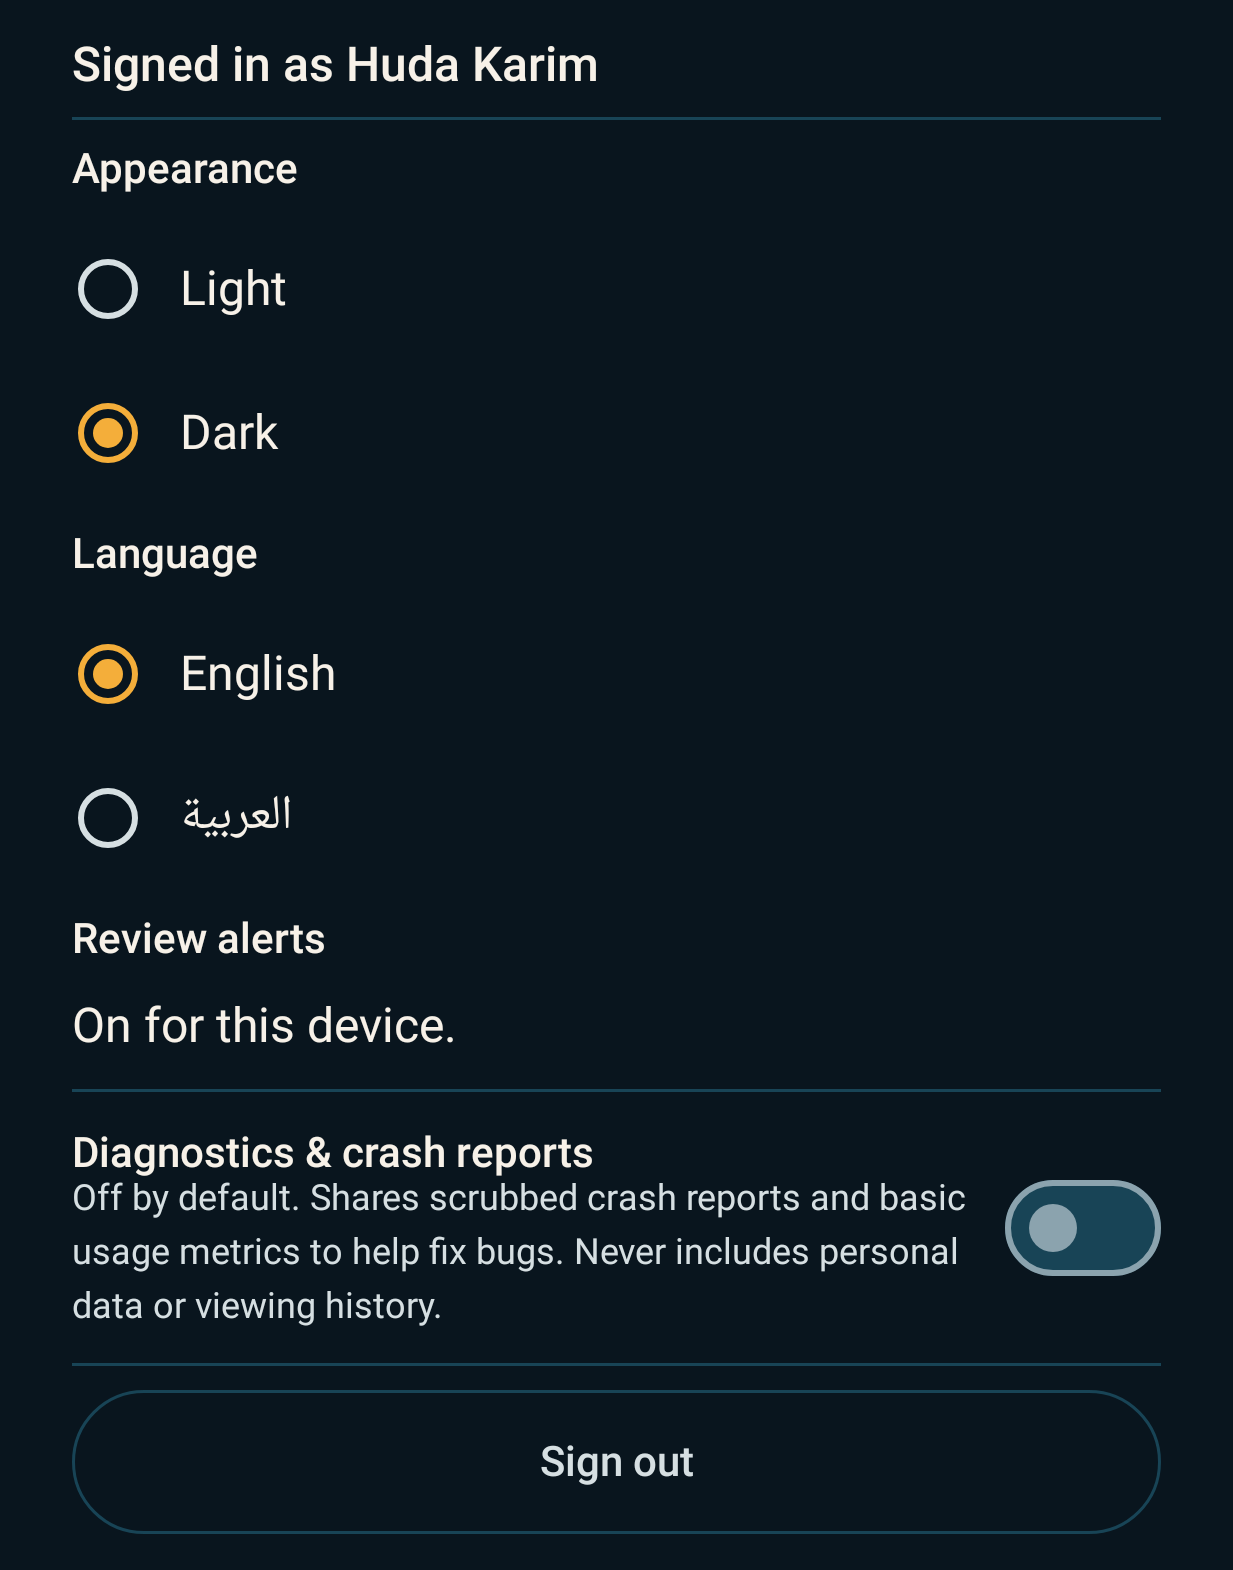 Signed in as Huda Karim
Appearance
Light
Dark
Language
English
العربية
Review alerts
On for this device.
Diagnostics & crash reports
Off by default. Shares scrubbed crash reports and basic
usage metrics to help fix bugs. Never includes personal
data or viewing history.
Sign out